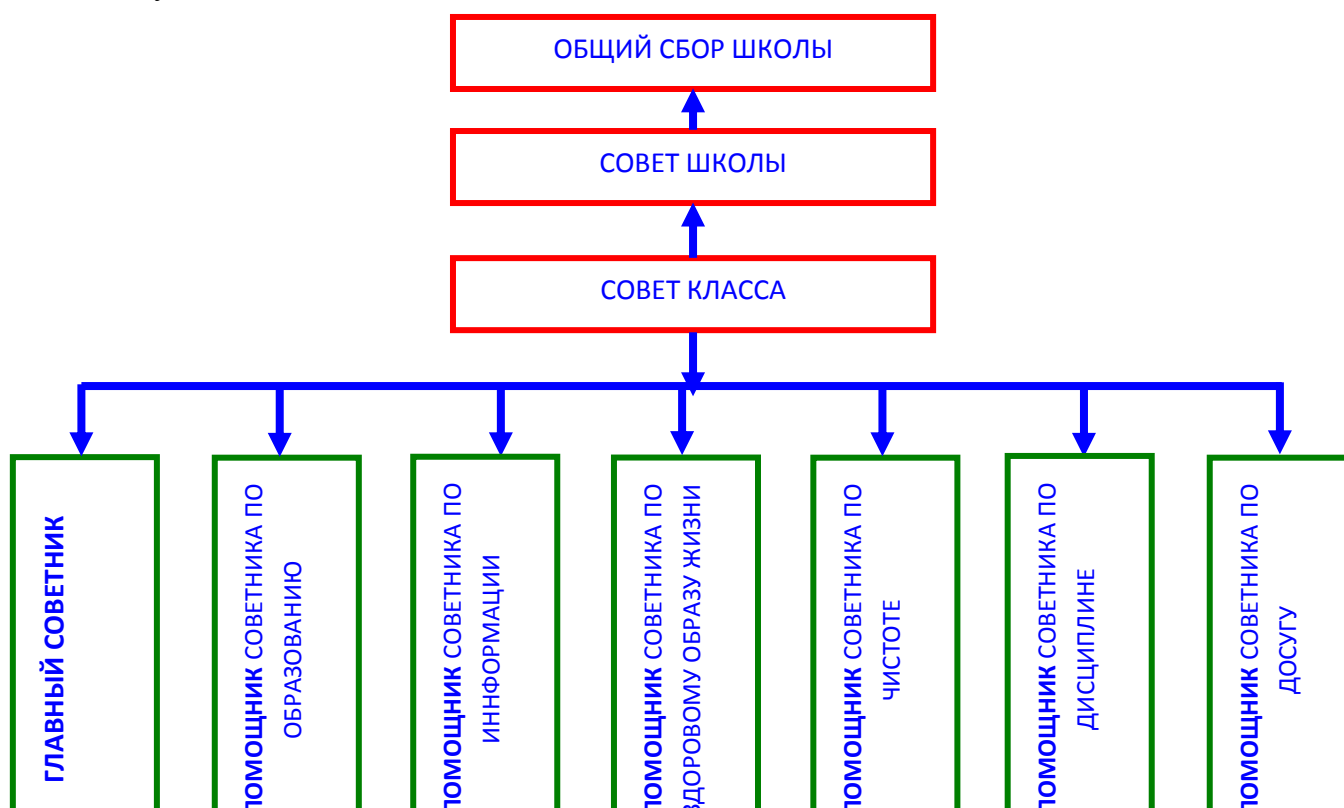 ОБЩИЙ СБОР ШКОЛЫ
СОВЕТ ШКОЛЫ
СОВЕТ КЛАССА
ГЛАВНЫЙ СОВЕТНИК
ПОМОЩНИК СОВЕТНИКА ПО
ОБРАЗОВАНИЮ
ПОМОЩНИК СОВЕТНИКА ПО
ИННФОРМАЦИИ
ПОМОЩНИК СОВЕТНИКА ПО
ЗДОРОВОМУ ОБРАЗУ ЖИЗНИ
ПОМОЩНИК СОВЕТНИКА ПО
ЧИСТОТЕ
ПОМОЩНИК СОВЕТНИКА ПО
ДИСЦИПЛИНЕ
ПОМОЩНИК СОВЕТНИКА ПО
ДОСУГУ